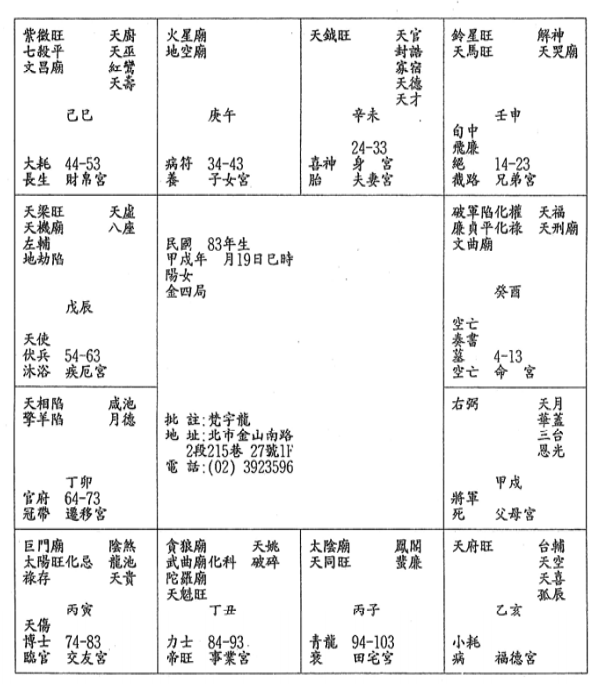 紫微旺 天廚
七殺平 天巫
文昌廟 紅鸞
天壽
己巳
大耗 44-53
長生 財帛宮
火星廟
地空廟
庚午
病符 34-43
養 子女宮
天鉞旺 天官
封誥
寡宿
天德
天才
辛未
24-33
喜神 身 宮
胎 夫妻宮
鈴星旺 解神
天馬旺 天哭廟
壬申
旬中
飛廉
絕 14-23
截路 兄弟宮
天梁旺 天虛
天機廟 八座
左輔
地劫陷
戊辰
天使
伏兵 54-63
沐浴 疾厄宮
民國 83年生
甲戌年 月19日巳時
陽女
金四局
批 註:梵宇龍
地 址:北市金山南路
2段215巷 27號1F
電 話:(02) 3923596
破軍陷化權 天福
廉貞平化祿 天刑廟
文曲廟
癸酉
空亡
奏書
墓 4-13
空亡 命 宮
天相陷 咸池
擎羊陷 月德
丁卯
官府 64-73
冠帶 遷移宮
右弼 天月
華蓋
三台
恩光
甲戌
將軍
死 父母宮
巨門廟 陰煞
太陽旺化忌 龍池
祿存 天貴
丙寅
天傷
博士 74-83
臨官 交友宮
貪狼廟 天姚
武曲廟化科 破碎
陀羅廟
天魁旺
丁丑
力士 84-93
帝旺 事業宮
太陰廟 鳳閣
天同旺 蜚廉
丙子
青龍 94-103
衰 田宅宮
天府旺 台輔
天空
天喜
孤辰
乙亥
小耗
病 福德宮